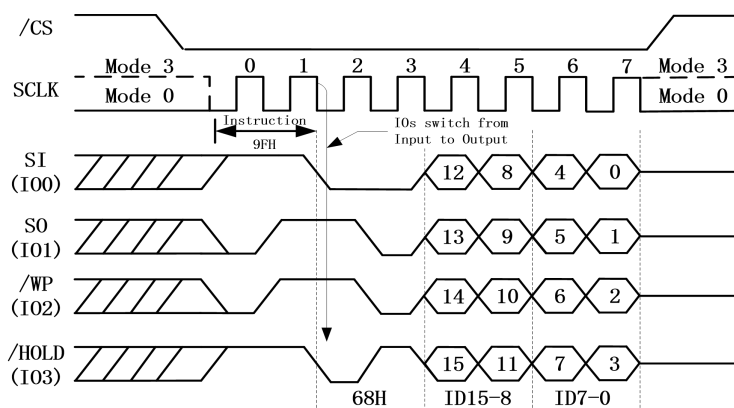 /CS
0 1 2 3 4 5 6 7
Mode 3 Mode 3
SCLK
Mode 0 Mode 0
Instruction
9FH
IOs switch from
Input to Output
SI
(IO0)
12 8 4 0
SO
(IO1)
13 9 5 1
/WP
(IO2)
14 10 6 2
/HOLD
(IO3)
15 11 7 3
68H ID15-8 ID7-0